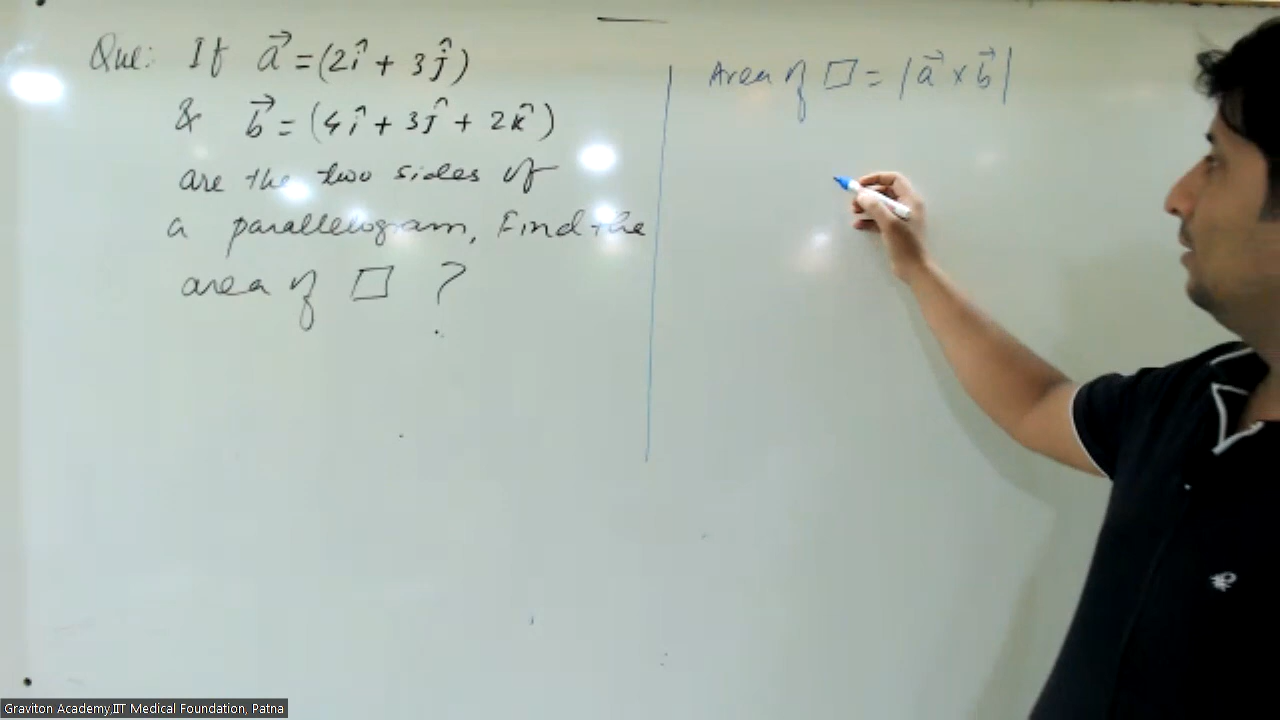 Que: If a⃗ = (2î + 3ĵ)
& b⃗ = (4î + 3ĵ + 2k̂)
are the two sides of
a parallelogram, Find the
area of ▱ ?
Area of ▱ = |a⃗ × b⃗|
Graviton Academy,IIT Medical Foundation, Patna